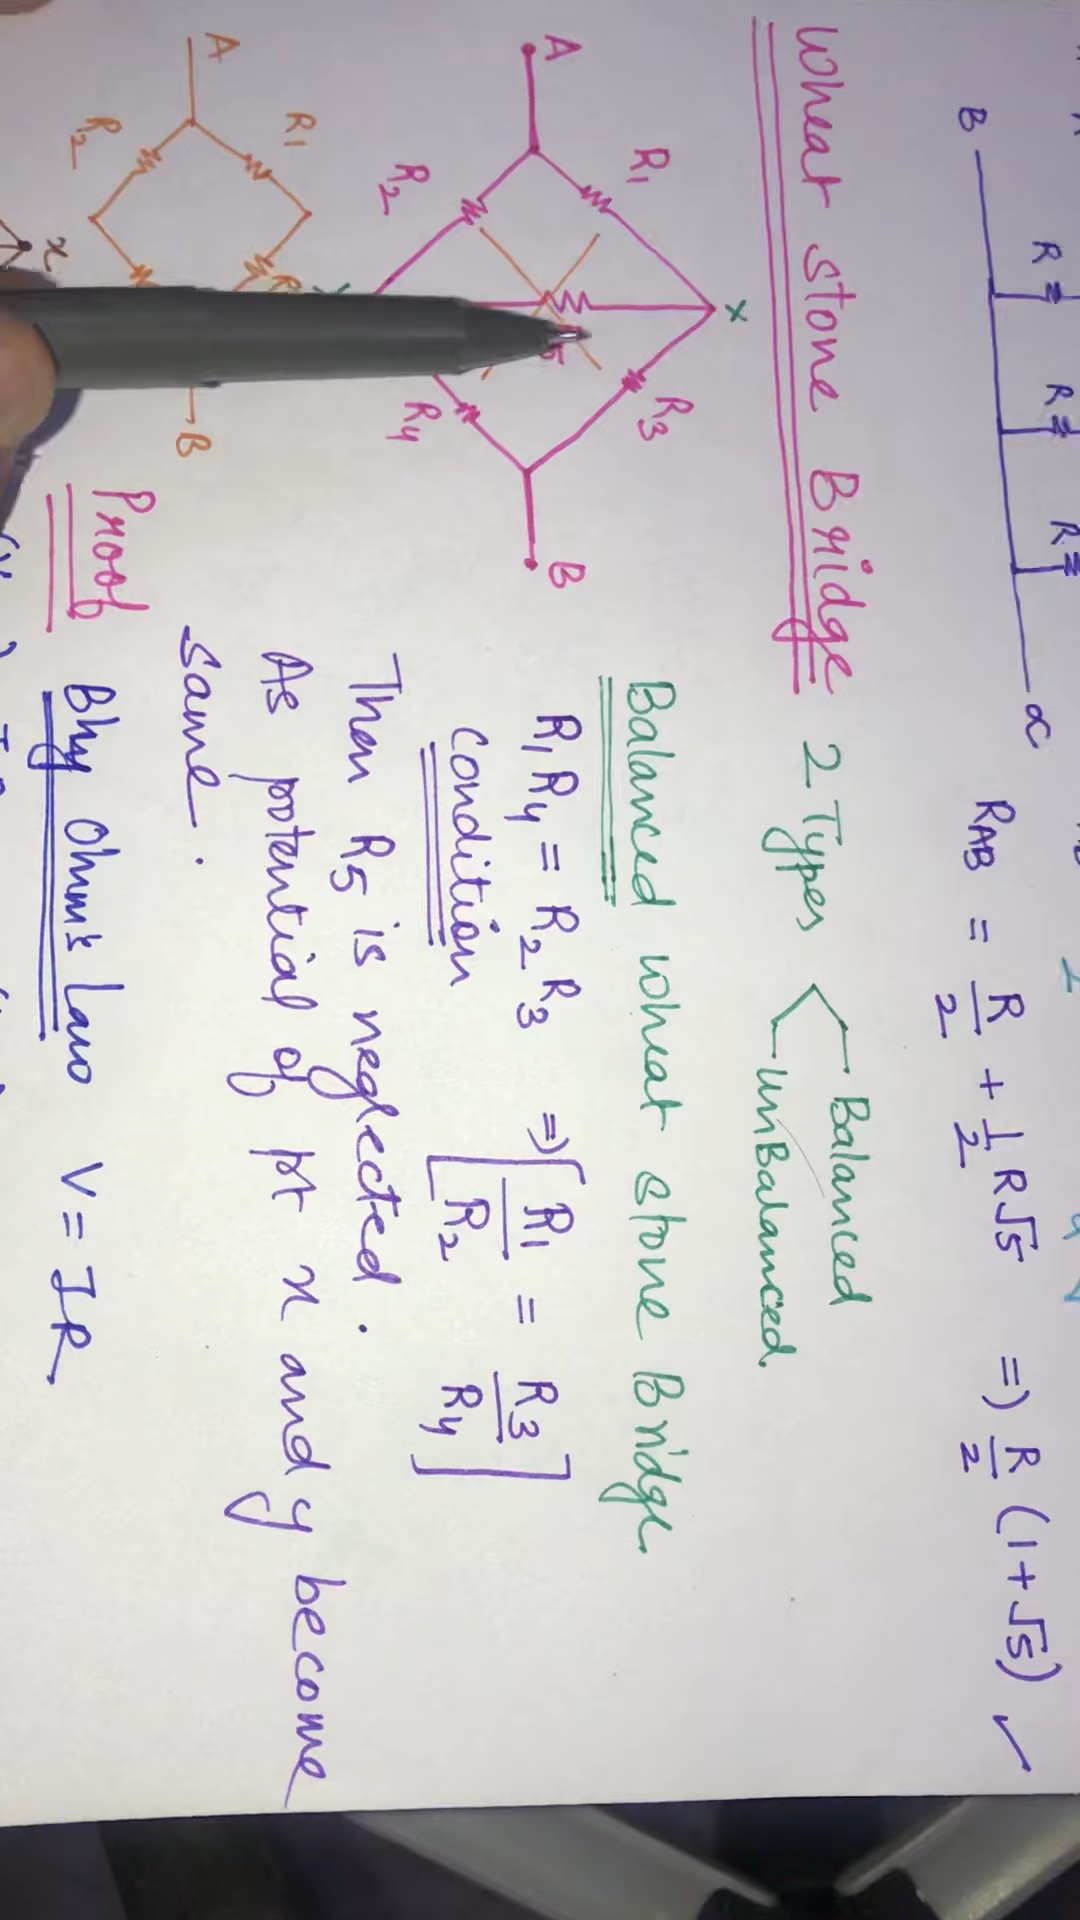 B R R R α
R_AB = R/2 + 1/2 R√5 => R/2 (1+√5) ✓
Wheat stone Bridge 2 Types
Balanced
UnBalanced.
A R1 R2 x R3 R4 B
Balanced wheat stone Bridge.
R1R4 = R2R3 => [R1/R2 = R3/R4]
condition
Then R5 is neglected.
As potential of pt x and y become
same.
A R1 R2 B
Proof Bhy Ohm's Law V = IR
x